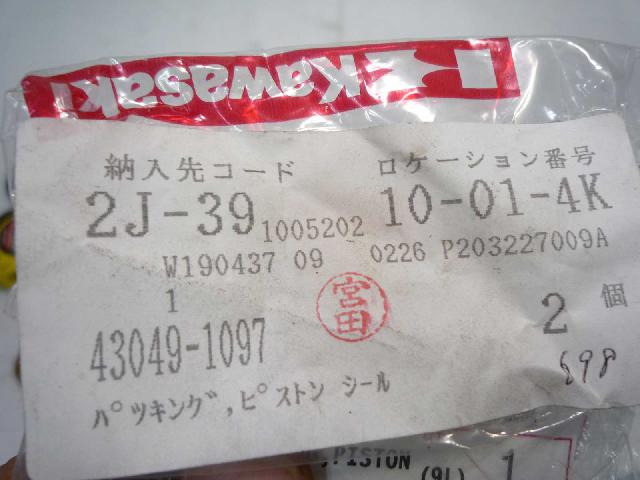 Kawasaki
納入先コード ロケーション番号
2J-39 1005202 10-01-4K
W190437 09 0226 P203227009A
1
宮田
43049-1097 2 個
パツキング,ピストン シール 698
,PISTON (9L) 1